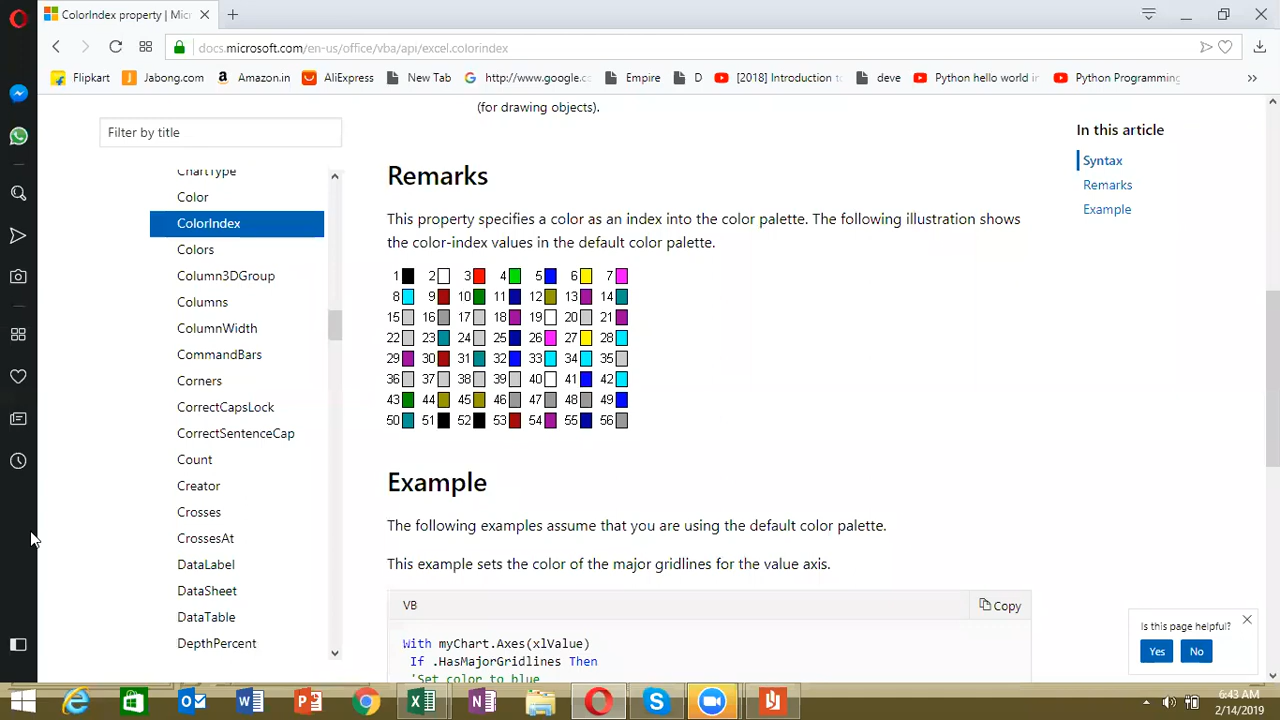 ColorIndex property | Mic
docs.microsoft.com/en-us/office/vba/api/excel.colorindex
Flipkart Jabong.com Amazon.in AliExpress New Tab http://www.google.c Empire D [2018] Introduction to deve Python hello world in Python Programming
(for drawing objects).
Filter by title
ChartType
Color
ColorIndex
Colors
Column3DGroup
Columns
ColumnWidth
CommandBars
Corners
CorrectCapsLock
CorrectSentenceCap
Count
Creator
Crosses
CrossesAt
DataLabel
DataSheet
DataTable
DepthPercent
Remarks
This property specifies a color as an index into the color palette. The following illustration shows
the color-index values in the default color palette.
1 2 3 4 5 6 7
8 9 10 11 12 13 14
15 16 17 18 19 20 21
22 23 24 25 26 27 28
29 30 31 32 33 34 35
36 37 38 39 40 41 42
43 44 45 46 47 48 49
50 51 52 53 54 55 56
Example
The following examples assume that you are using the default color palette.
This example sets the color of the major gridlines for the value axis.
VB
Copy
With myChart.Axes(xlValue)
If .HasMajorGridlines Then
'Set color to blue
In this article
Syntax
Remarks
Example
Is this page helpful?
Yes No
6:43 AM
2/14/2019